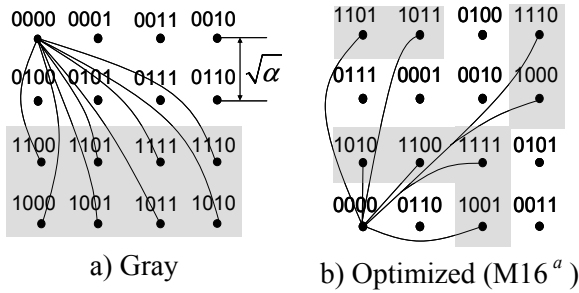 0000 0001 0011 0010
√α
0100 0101 0111 0110
1100 1101 1111 1110
1000 1001 1011 1010
a) Gray
1101 1011 0100 1110
0111 0001 0010 1000
1010 1100 1111 0101
0000 0110 1001 0011
b) Optimized (M16ᵃ)